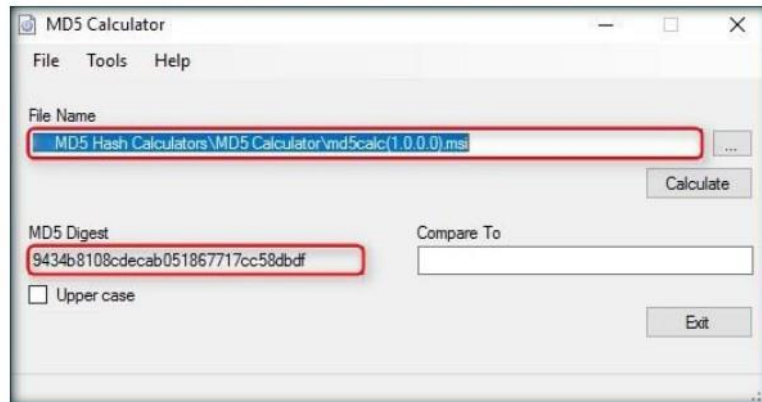 MD5 Calculator
File Tools Help
File Name
MD5 Hash Calculators\MD5 Calculator\md5calc(1.0.0.0).msi
...
Calculate
MD5 Digest
Compare To
9434b8108cdecab051867717cc58dbdf
Upper case
Exit